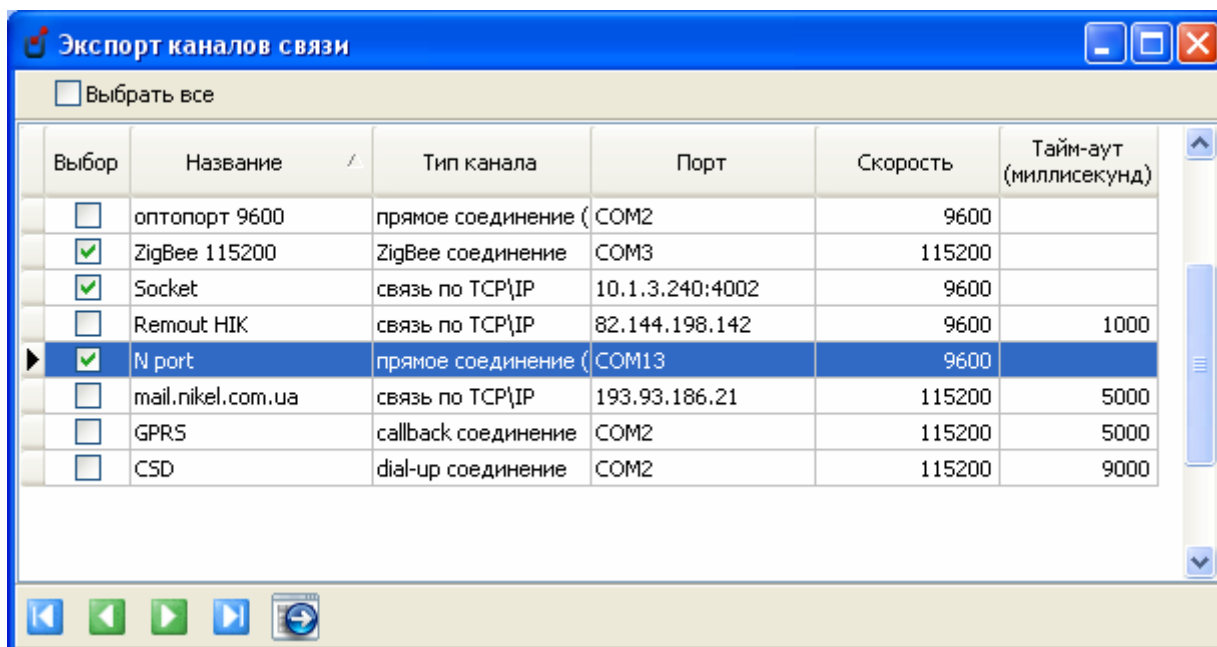 Экспорт каналов связи
Выбрать все
Выбор Название Тип канала Порт Скорость Тайм-аут (миллисекунд)
оптопорт 9600 прямое соединение ( COM2 9600
ZigBee 115200 ZigBee соединение COM3 115200
Socket связь по TCP\IP 10.1.3.240:4002 9600
Remout НІК связь по TCP\IP 82.144.198.142 9600 1000
N port прямое соединение ( COM13 9600
mail.nikel.com.ua связь по TCP\IP 193.93.186.21 115200 5000
GPRS callback соединение COM2 115200 5000
CSD dial-up соединение COM2 115200 9000